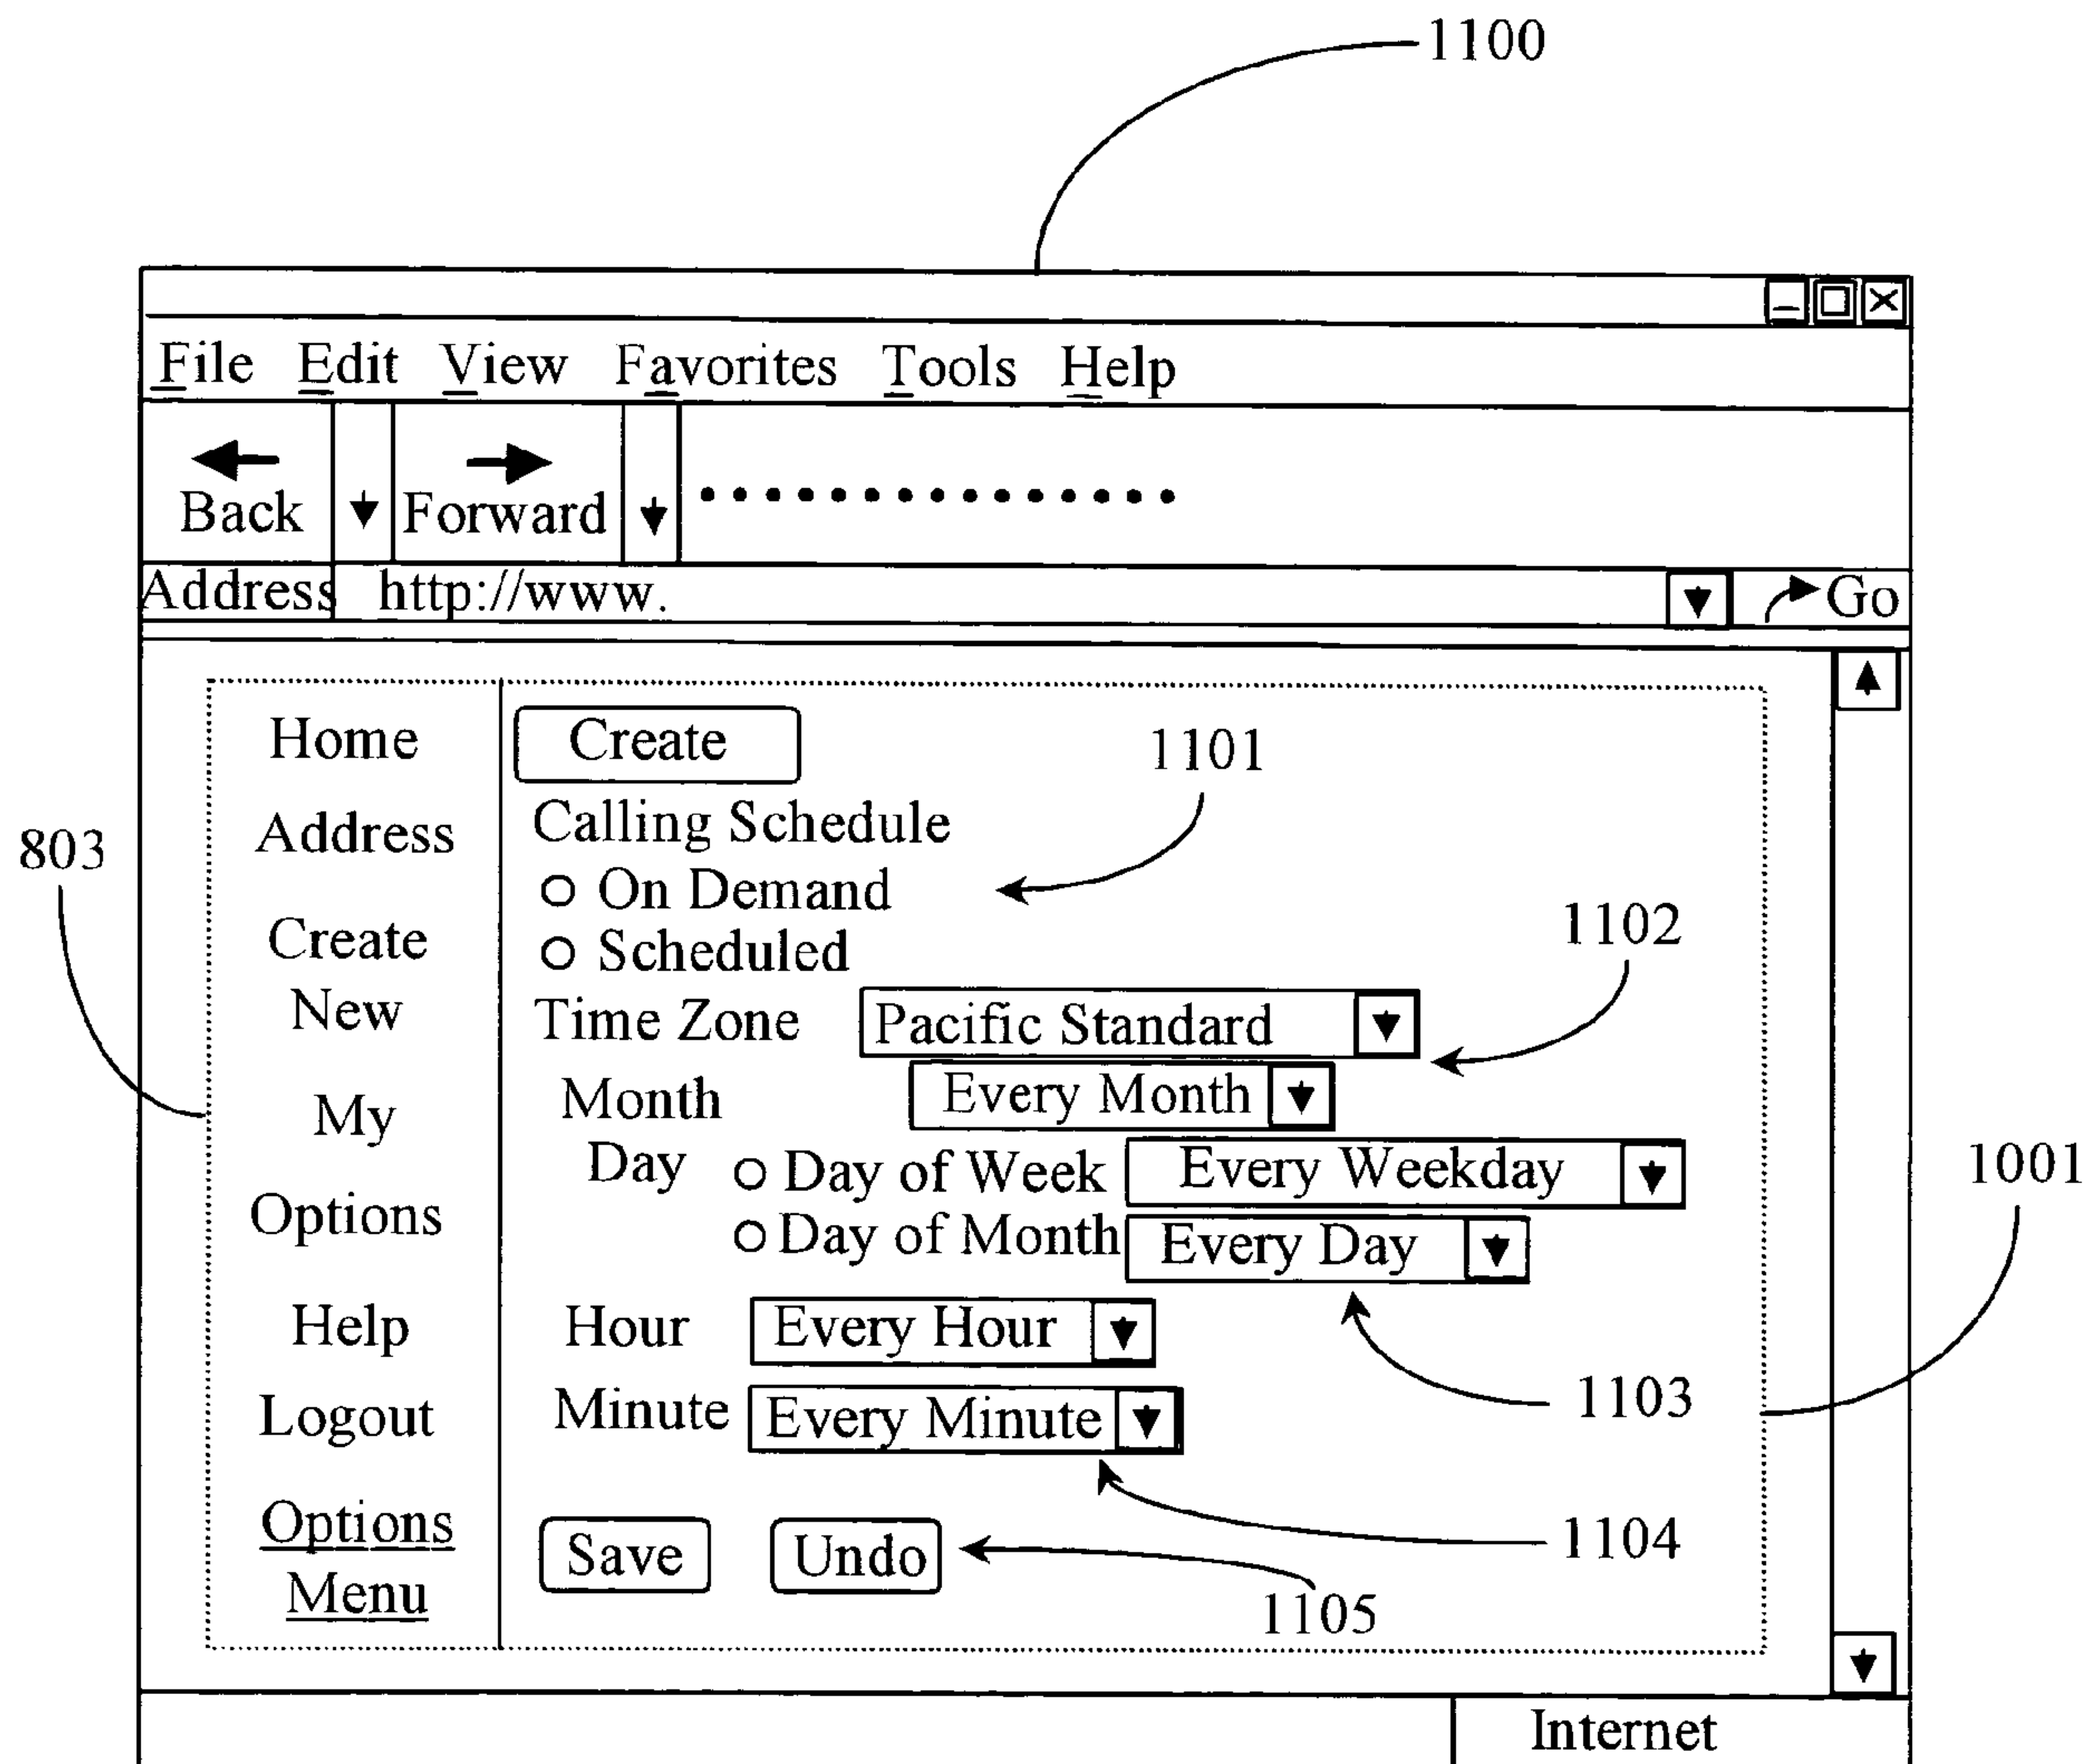 1100
File Edit View Favorites Tools Help
Back Forward
Address http://www. Go
Home
Address
Create
New
My
Options
Help
Logout
Options
Menu
Create
Calling Schedule
On Demand
Scheduled
Time Zone Pacific Standard
Month Every Month
Day Day of Week Every Weekday
Day of Month Every Day
Hour Every Hour
Minute Every Minute
Save Undo
803
1101
1102
1001
1103
1104
1105
Internet